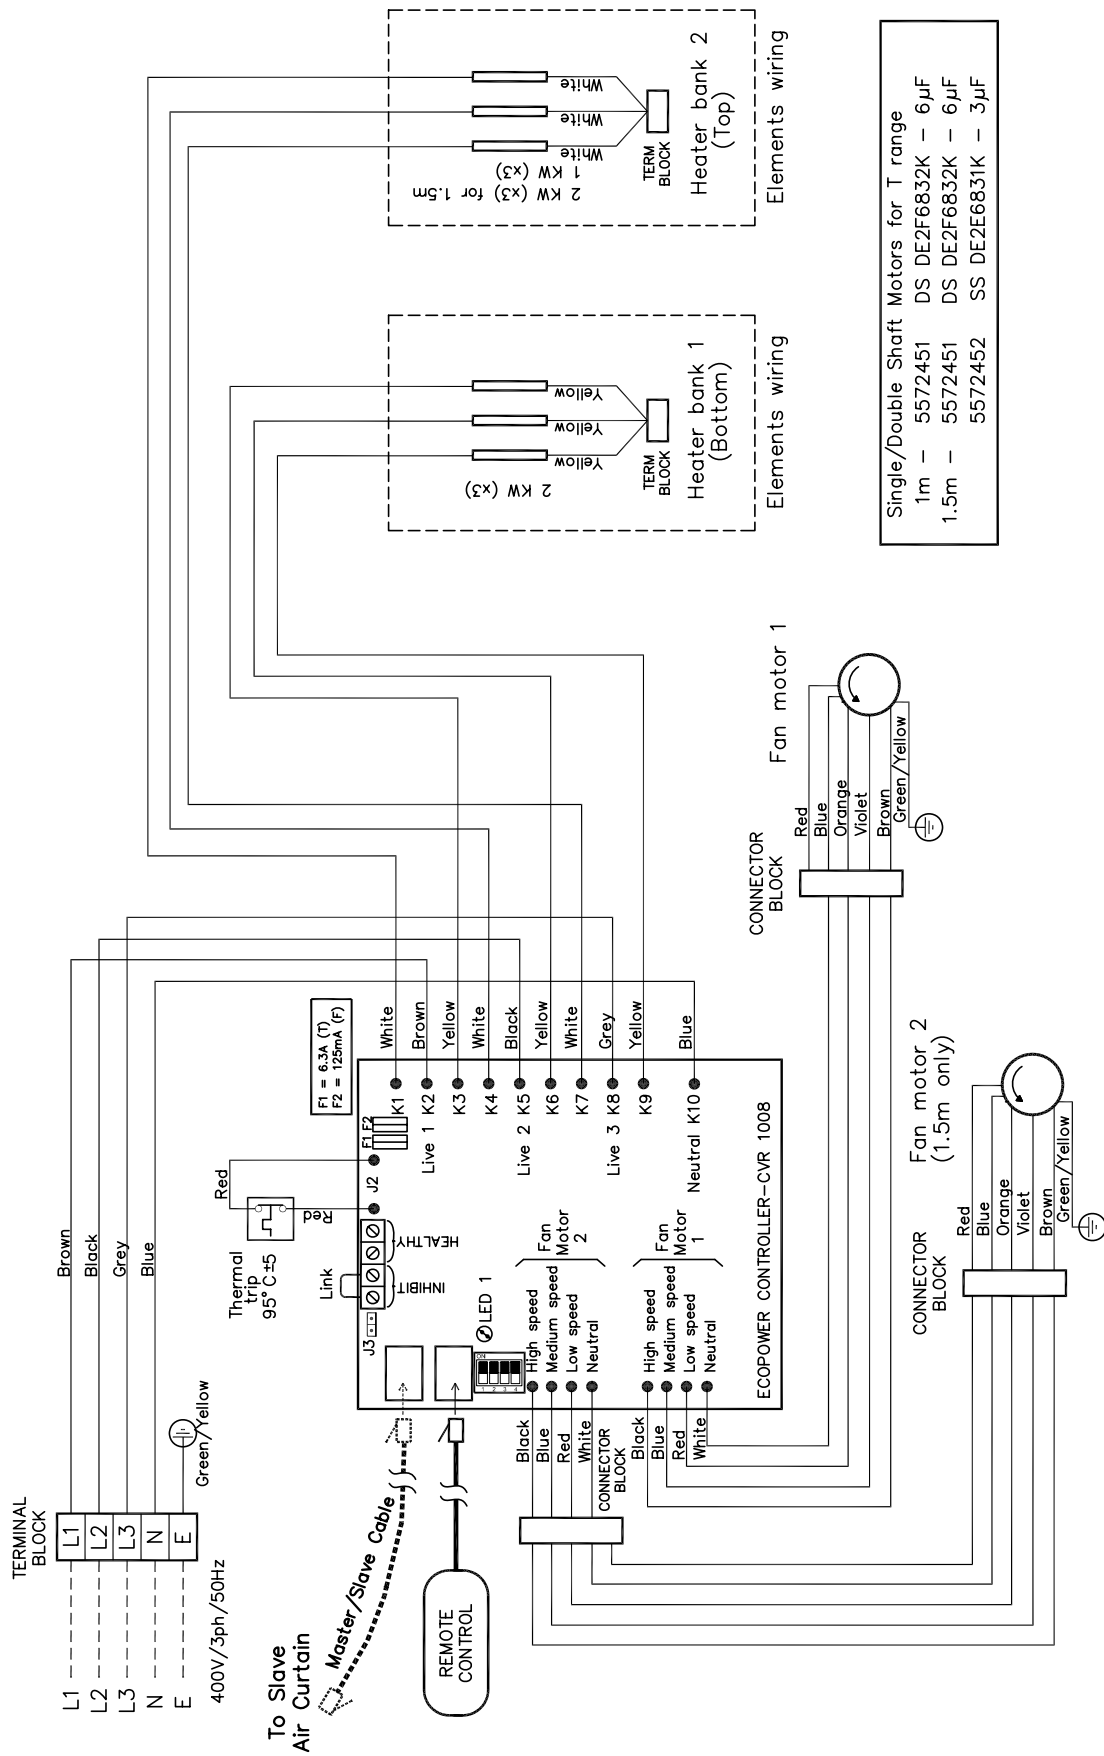 TERMINAL
BLOCK
L1
L2
L3
N
E
L1
L2
L3
N
E
400V/3ph/50Hz
Green/Yellow
Brown
Black
Grey
Blue
To Slave
Air Curtain
Master/Slave Cable
REMOTE
CONTROL
Thermal
trip
95°C±5
Red
Red
Link
J3
INHIBIT
HEALTHY
J2
F1
F2
F1 = 6.3A (T)
F2 = 125mA (F)
ON
1 2 3 4
LED 1
High speed
Medium speed
Low speed
Neutral
Fan
Motor
2
High speed
Medium speed
Low speed
Neutral
Fan
Motor
1
Live 1
Live 2
Live 3
Neutral
K1
K2
K3
K4
K5
K6
K7
K8
K9
K10
White
Brown
Yellow
White
Black
Yellow
White
Grey
Yellow
Blue
ECOPOWER CONTROLLER-CVR 1008
Black
Blue
Red
White
CONNECTOR
BLOCK
Black
Blue
Red
White
CONNECTOR
BLOCK
Red
Blue
Orange
Violet
Brown
Green/Yellow
Fan motor 2
(1.5m only)
CONNECTOR
BLOCK
Red
Blue
Orange
Violet
Brown
Green/Yellow
Fan motor 1
2 KW (x3)
Yellow
Yellow
Yellow
TERM
BLOCK
Heater bank 1
(Bottom)
Elements wiring
2 KW (x3) for 1.5m
1 KW (x3)
White
White
White
TERM
BLOCK
Heater bank 2
(Top)
Elements wiring
Single/Double Shaft Motors for T range
1m - 5572451 DS DE2F6832K - 6µF
1.5m - 5572451 DS DE2F6832K - 6µF
5572452 SS DE2E6831K - 3µF